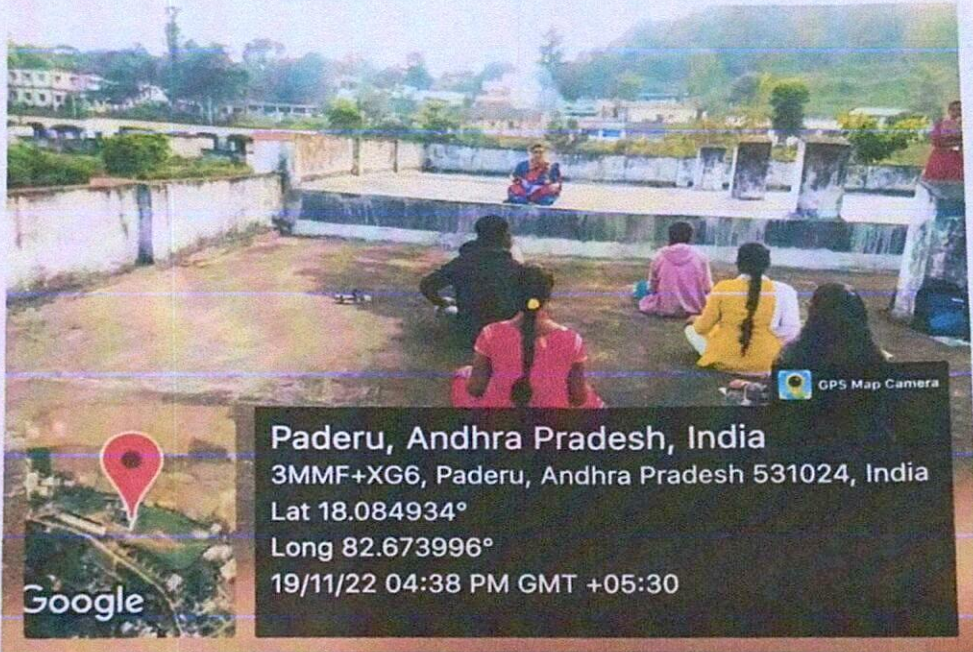 GPS Map Camera
Paderu, Andhra Pradesh, India
3MMF+XG6, Paderu, Andhra Pradesh 531024, India
Lat 18.084934°
Long 82.673996°
19/11/22 04:38 PM GMT +05:30
Google